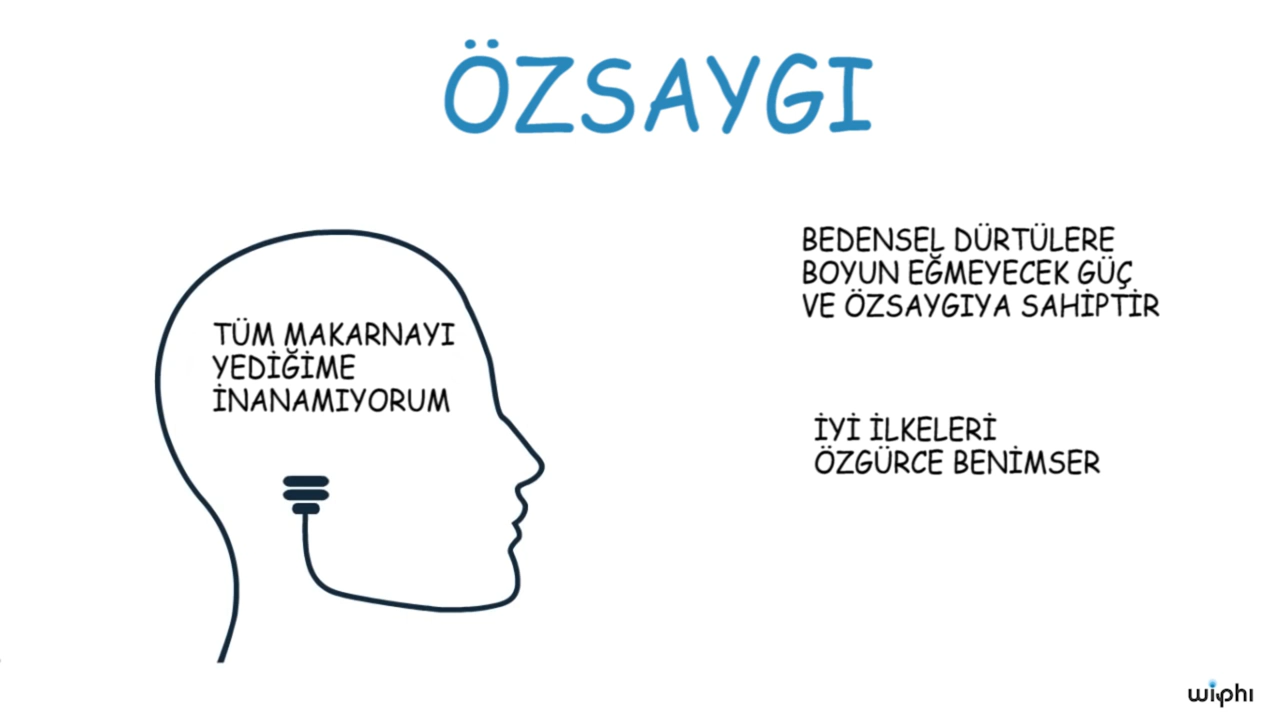 ÖZSAYGI
TÜM MAKARNAYI
YEDİĞİME
İNANAMIYORUM
BEDENSEL DÜRTÜLERE
BOYUN EĞMEYECEK GÜÇ
VE ÖZSAYGIYA SAHİPTİR
İYİ İLKELERİ
ÖZGÜRCE BENİMSER
wiphi